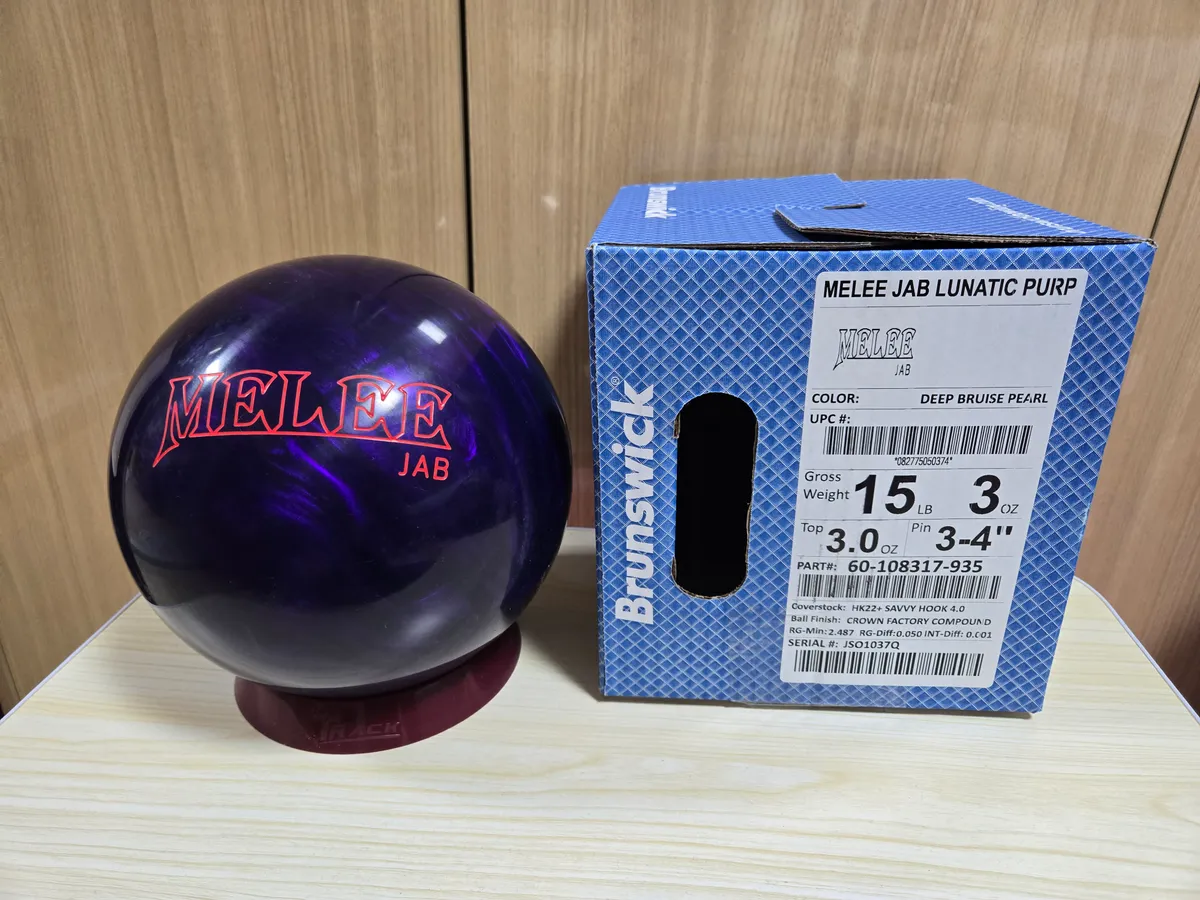 MELEE
JAB
TRACK
Brunswick
Brunswick®
MELEE JAB LUNATIC PURP
MELEE
JAB
COLOR: DEEP BRUISE PEARL
UPC #:
*082775050374*
Gross Weight 15 LB 3 OZ
Top 3.0 OZ Pin 3-4"
PART#: 60-108317-935
Coverstock: HK22+ SAVVY HOOK 4.0
Ball Finish: CROWN FACTORY COMPOUND
RG-Min: 2.487 RG-Diff:0.050 INT-Diff: 0.001
SERIAL #: JSO1037Q